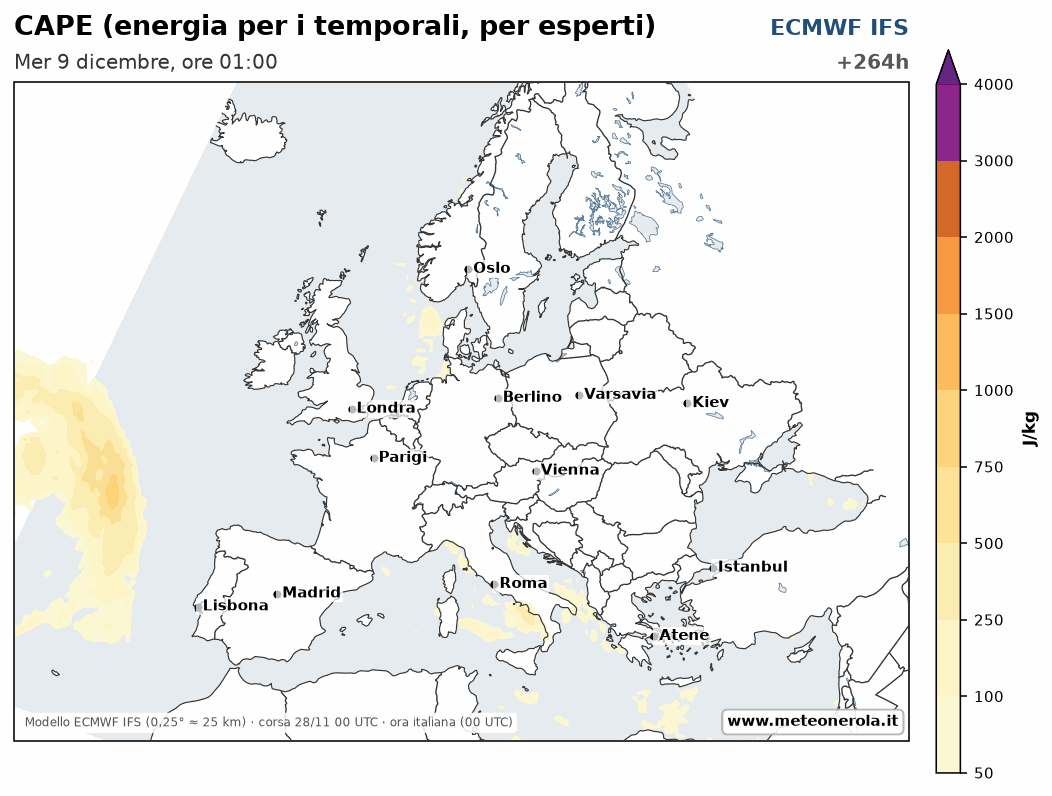 CAPE (energia per i temporali, per esperti)
ECMWF IFS
Mer 9 dicembre, ore 01:00
+264h
4000
3000
2000
1500
1000
750
500
250
100
50
J/kg
Oslo
Londra
Berlino
Varsavia
Kiev
Parigi
Vienna
Istanbul
Roma
Madrid
Lisbona
Atene
Modello ECMWF IFS (0,25° ≈ 25 km) · corsa 28/11 00 UTC · ora italiana (00 UTC)
www.meteonerola.it